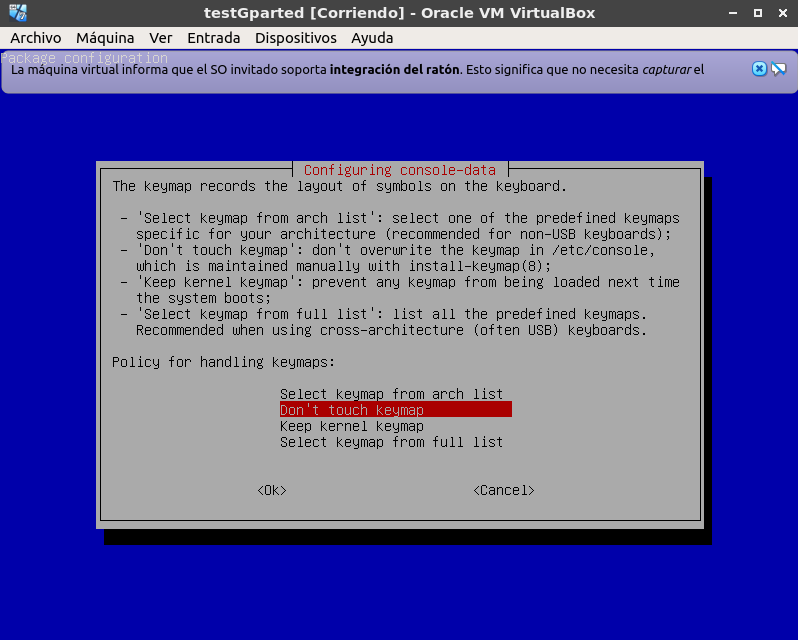 testGparted [Corriendo] - Oracle VM VirtualBox
Archivo Máquina Ver Entrada Dispositivos Ayuda
Package configuration
La máquina virtual informa que el SO invitado soporta integración del ratón. Esto significa que no necesita capturar el
Configuring console-data
The keymap records the layout of symbols on the keyboard.
- 'Select keymap from arch list': select one of the predefined keymaps
specific for your architecture (recommended for non-USB keyboards);
- 'Don't touch keymap': don't overwrite the keymap in /etc/console,
which is maintained manually with install-keymap(8);
- 'Keep kernel keymap': prevent any keymap from being loaded next time
the system boots;
- 'Select keymap from full list': list all the predefined keymaps.
Recommended when using cross-architecture (often USB) keyboards.
Policy for handling keymaps:
Select keymap from arch list
Don't touch keymap
Keep kernel keymap
Select keymap from full list
<Ok> <Cancel>